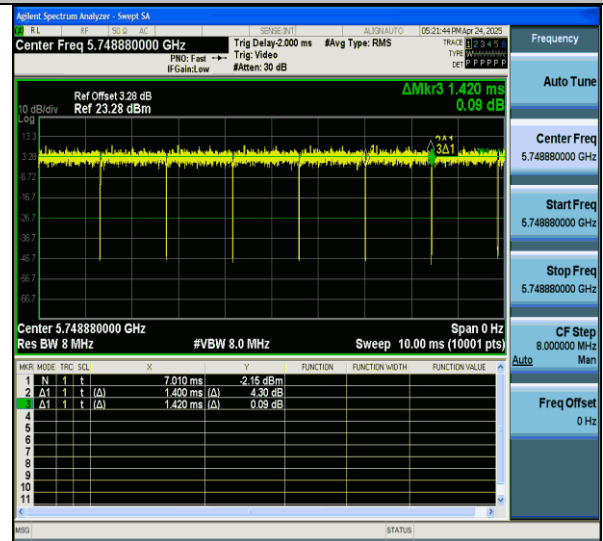 Agilent Spectrum Analyzer - Swept SA
RL RF 50 Ω AC SENSE:INT ALIGNAUTO 05:21:44 PM Apr 24, 2025
Center Freq 5.748880000 GHz
PNO: Fast
IFGain:Low
Trig Delay-2.000 ms
Trig: Video
#Atten: 30 dB
#Avg Type: RMS
TRACE 1 2 3 4 5 6
TYPE WWWWWW
DET P P P P P P
Frequency
Auto Tune
Ref Offset 3.28 dB
10 dB/div Ref 23.28 dBm
Log
ΔMkr3 1.420 ms
0.09 dB
13.3
3.28
-6.72
-16.7
-26.7
-36.7
-46.7
-56.7
-66.7
3Δ1
Center Freq
5.748880000 GHz
Start Freq
5.748880000 GHz
Stop Freq
5.748880000 GHz
Center 5.748880000 GHz Span 0 Hz
Res BW 8 MHz #VBW 8.0 MHz Sweep 10.00 ms (10001 pts)
CF Step
8.000000 MHz
Auto Man
Freq Offset
0 Hz
MKR MODE TRC SCL X Y FUNCTION FUNCTION WIDTH FUNCTION VALUE
1 N 1 t 7.010 ms -2.15 dBm
2 Δ1 1 t (Δ) 1.400 ms (Δ) 4.30 dB
3 Δ1 1 t (Δ) 1.420 ms (Δ) 0.09 dB
4
5
6
7
8
9
10
11
MSG STATUS